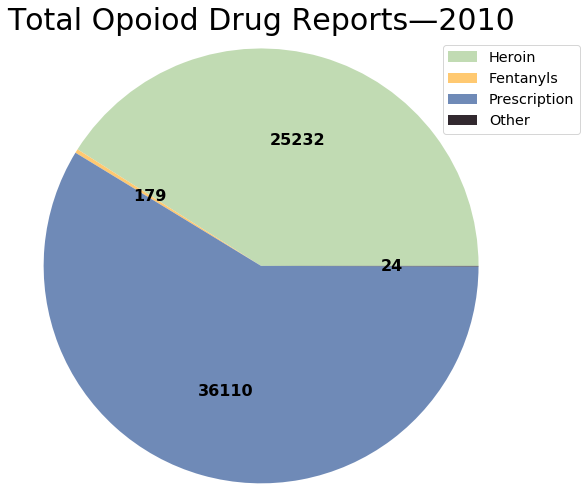 Total Opoiod Drug Reports—2010
Heroin
Fentanyls
Prescription
Other
25232
179
24
36110